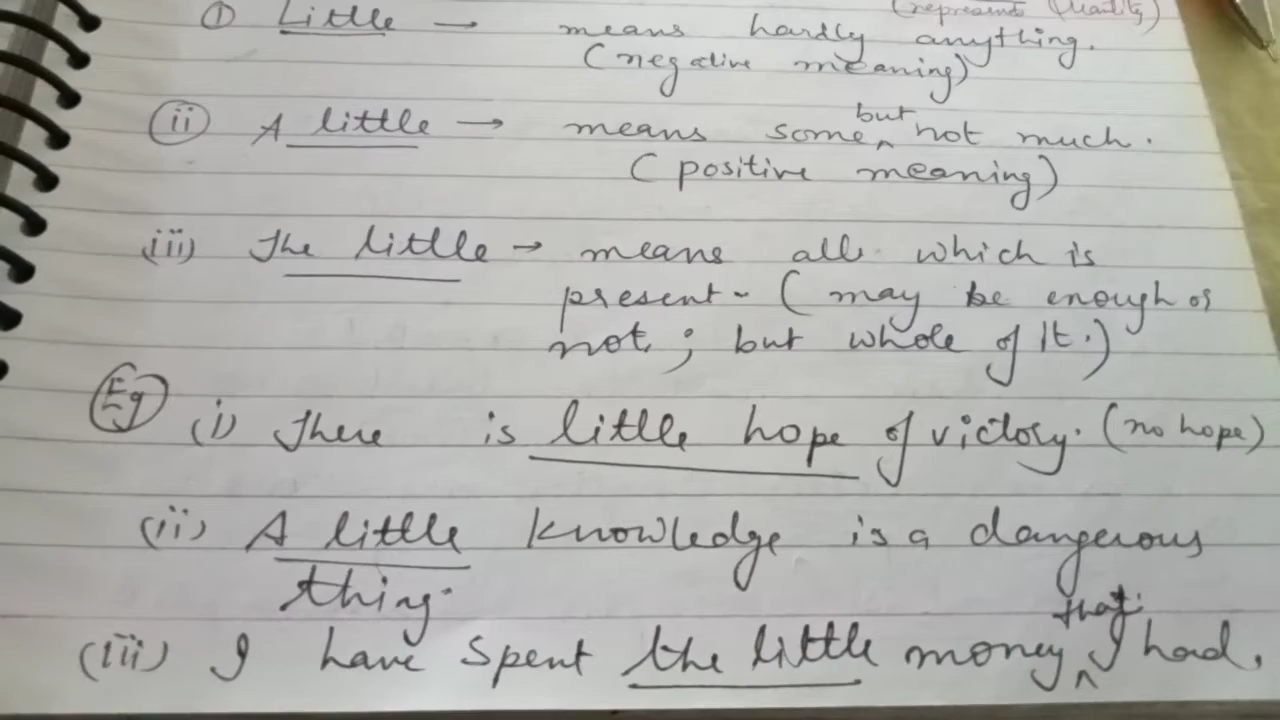 (represents Quantity)
① Little → means hardly anything.
(negative meaning)
ⓘⓘ A little → means some but not much.
(positive meaning)
(iii) The little → means all which is
present - (may be enough or
not ; but whole of It.)
Eg (i) There is little hope of victory. (no hope)
(ii) A little knowledge is a dangerous
thing.
(iii) I have spent the little money that I had.